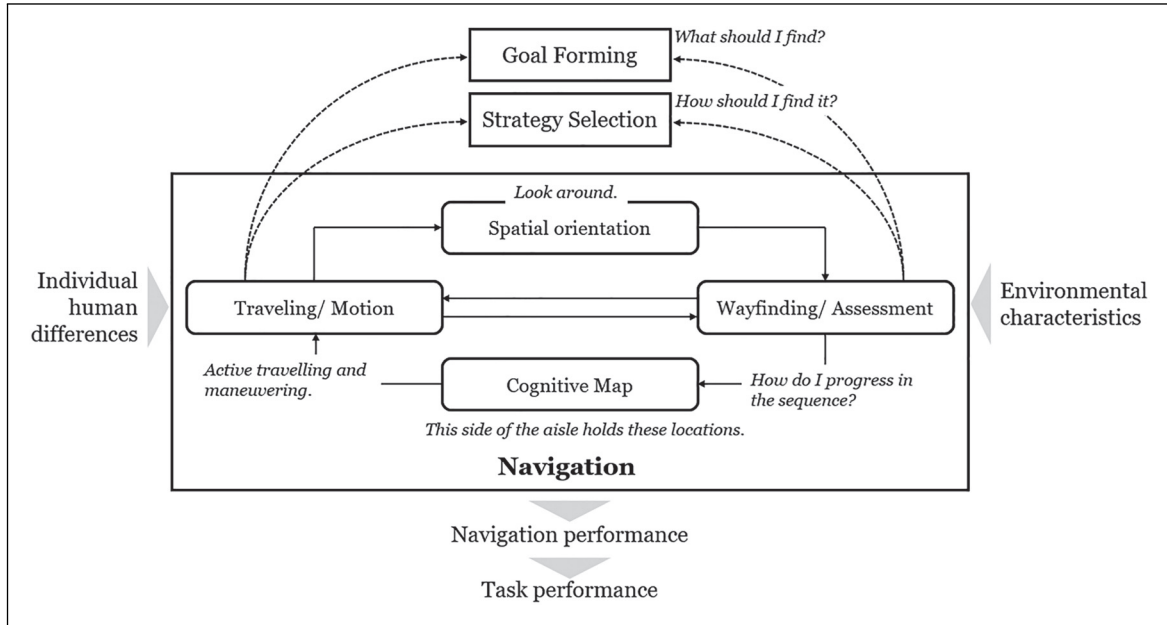 What should I find?
Goal Forming
How should I find it?
Strategy Selection
Look around.
Spatial orientation
Individual
human
differences
Traveling/ Motion
Wayfinding/ Assessment
Environmental
characteristics
Active travelling and
maneuvering.
Cognitive Map
How do I progress in
the sequence?
This side of the aisle holds these locations.
Navigation
Navigation performance
Task performance